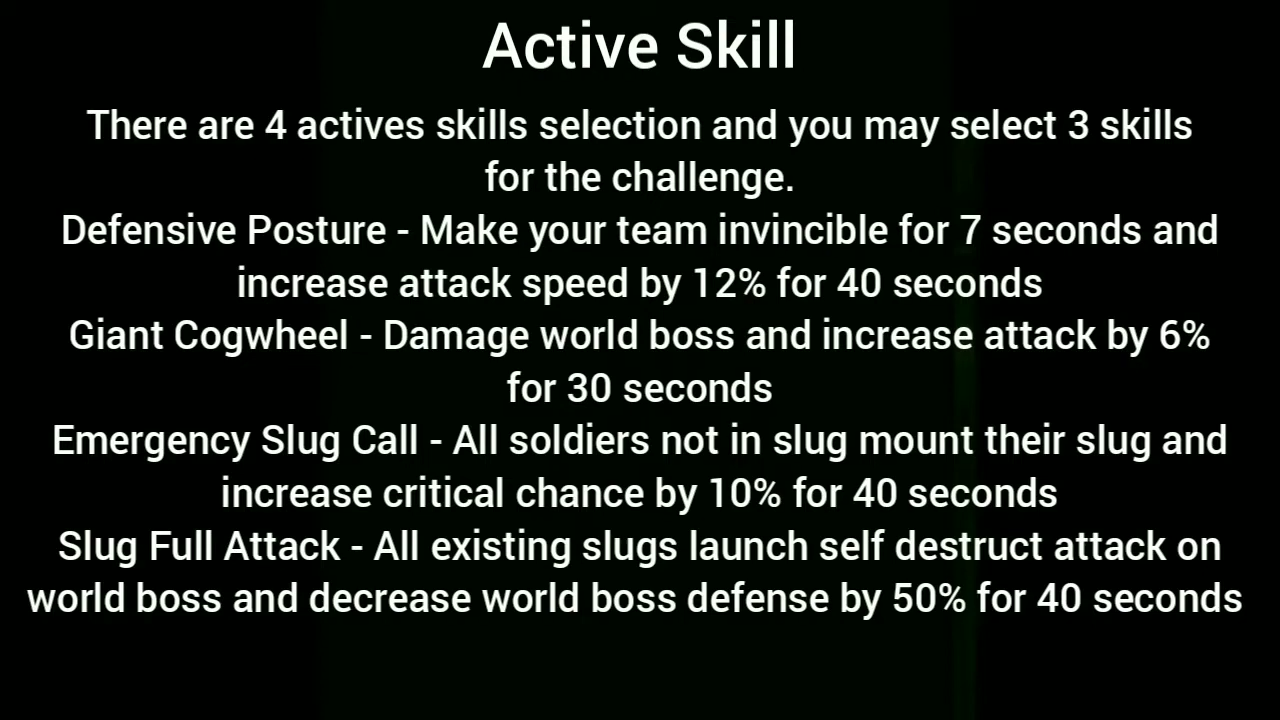 Active Skill
There are 4 actives skills selection and you may select 3 skills
for the challenge.
Defensive Posture - Make your team invincible for 7 seconds and
increase attack speed by 12% for 40 seconds
Giant Cogwheel - Damage world boss and increase attack by 6%
for 30 seconds
Emergency Slug Call - All soldiers not in slug mount their slug and
increase critical chance by 10% for 40 seconds
Slug Full Attack - All existing slugs launch self destruct attack on
world boss and decrease world boss defense by 50% for 40 seconds